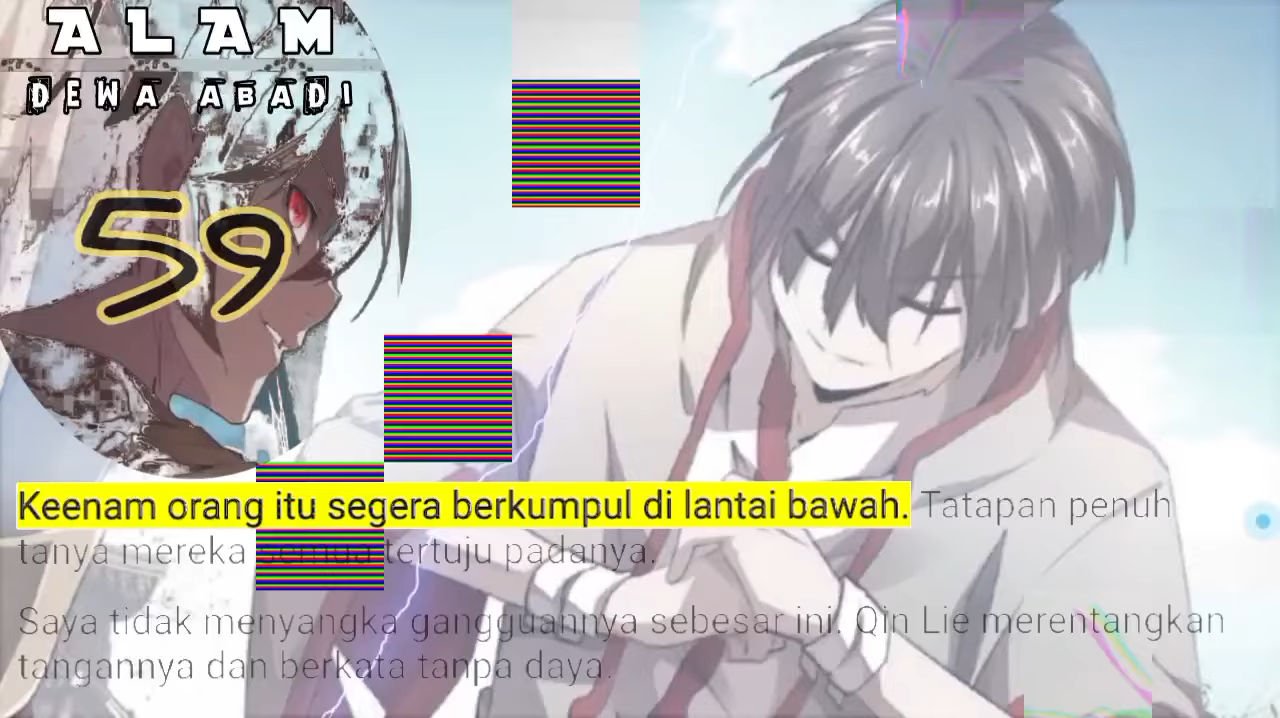 ALAM
DEWA ABADI
59
Keenam orang itu segera berkumpul di lantai bawah. Tatapan penuh
tanya mereka semua tertuju padanya.
Saya tidak menyangka gangguannya sebesar ini. Qin Lie merentangkan
tangannya dan berkata tanpa daya.